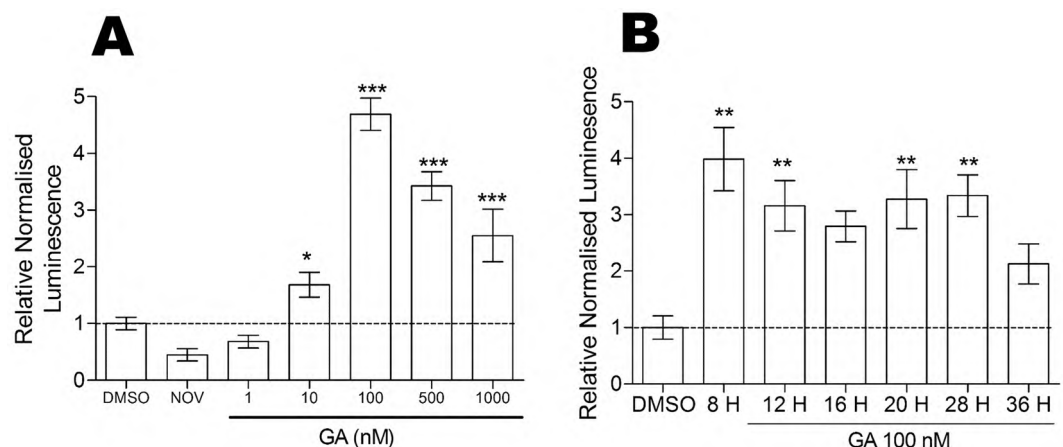 A
Relative Normalised
Luminescence
5
4
3
2
1
0
***
***
***
*
DMSO NOV 1 10 100 500 1000
GA (nM)
B
Relative Normalised Luminesence
5
4
3
2
1
0
**
**
**
**
DMSO 8 H 12 H 16 H 20 H 28 H 36 H
GA 100 nM